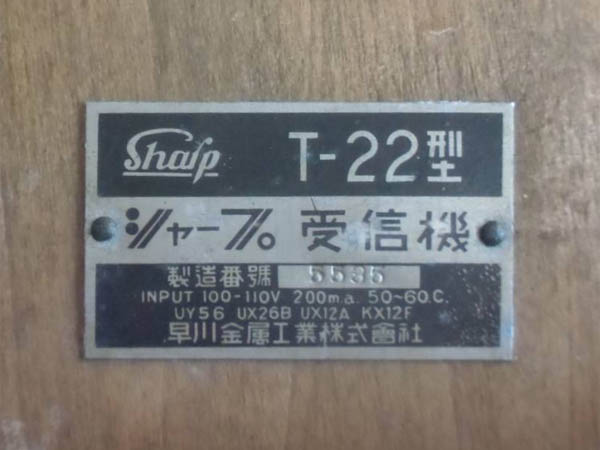 Sharp T-22型
シャープ。受信機
製造番號 5535
INPUT 100-110V 200m.a. 50~60C.
UY56 UX26B UX12A KX12F
早川金属工業株式會社